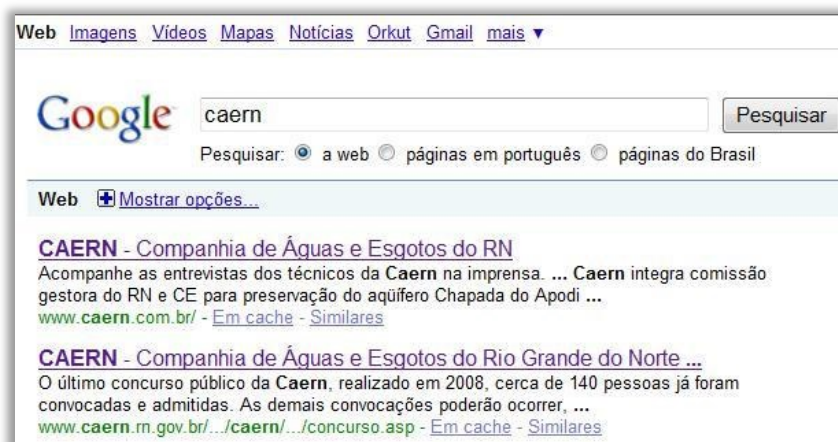 Web Imagens Vídeos Mapas Notícias Orkut Gmail mais ▼
Google caern Pesquisar
Pesquisar: a web páginas em português páginas do Brasil
Web Mostrar opções...
CAERN - Companhia de Águas e Esgotos do RN
Acompanhe as entrevistas dos técnicos da Caern na imprensa. ... Caern integra comissão
gestora do RN e CE para preservação do aqüífero Chapada do Apodi ...
www.caern.com.br/ - Em cache - Similares
CAERN - Companhia de Águas e Esgotos do Rio Grande do Norte ...
O último concurso público da Caern, realizado em 2008, cerca de 140 pessoas já foram
convocadas e admitidas. As demais convocações poderão ocorrer, ...
www.caern.rn.gov.br/.../caern/.../concurso.asp - Em cache - Similares